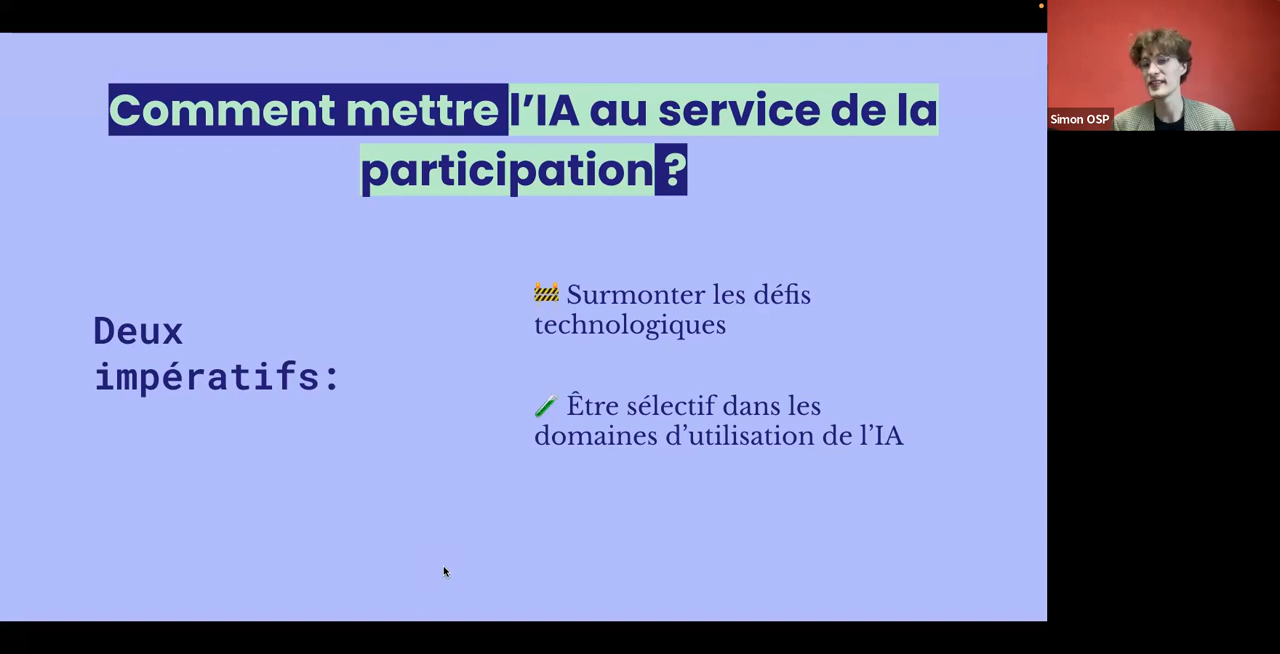 Comment mettre l’IA au service de la
participation ?
Deux
impératifs:
🚧 Surmonter les défis
technologiques
🧪 Être sélectif dans les
domaines d’utilisation de l’IA
Simon OSP